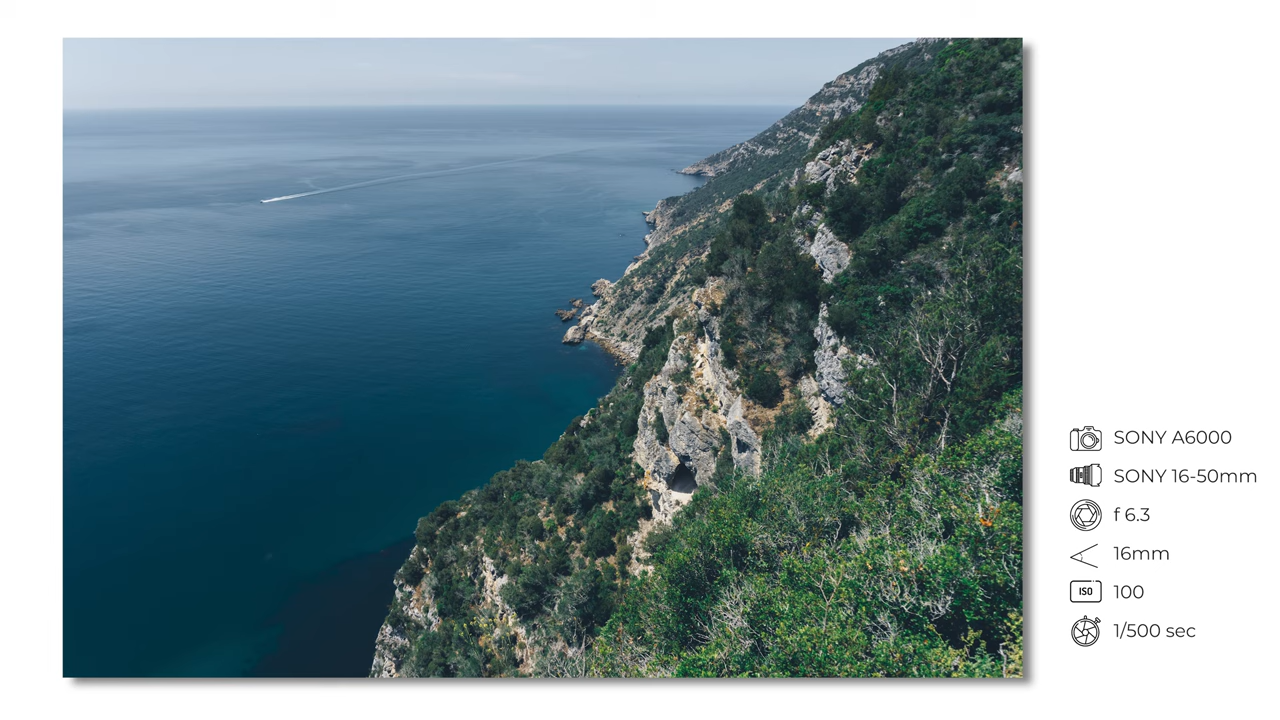 SONY A6000
SONY 16-50mm
f 6.3
16mm
ISO 100
1/500 sec